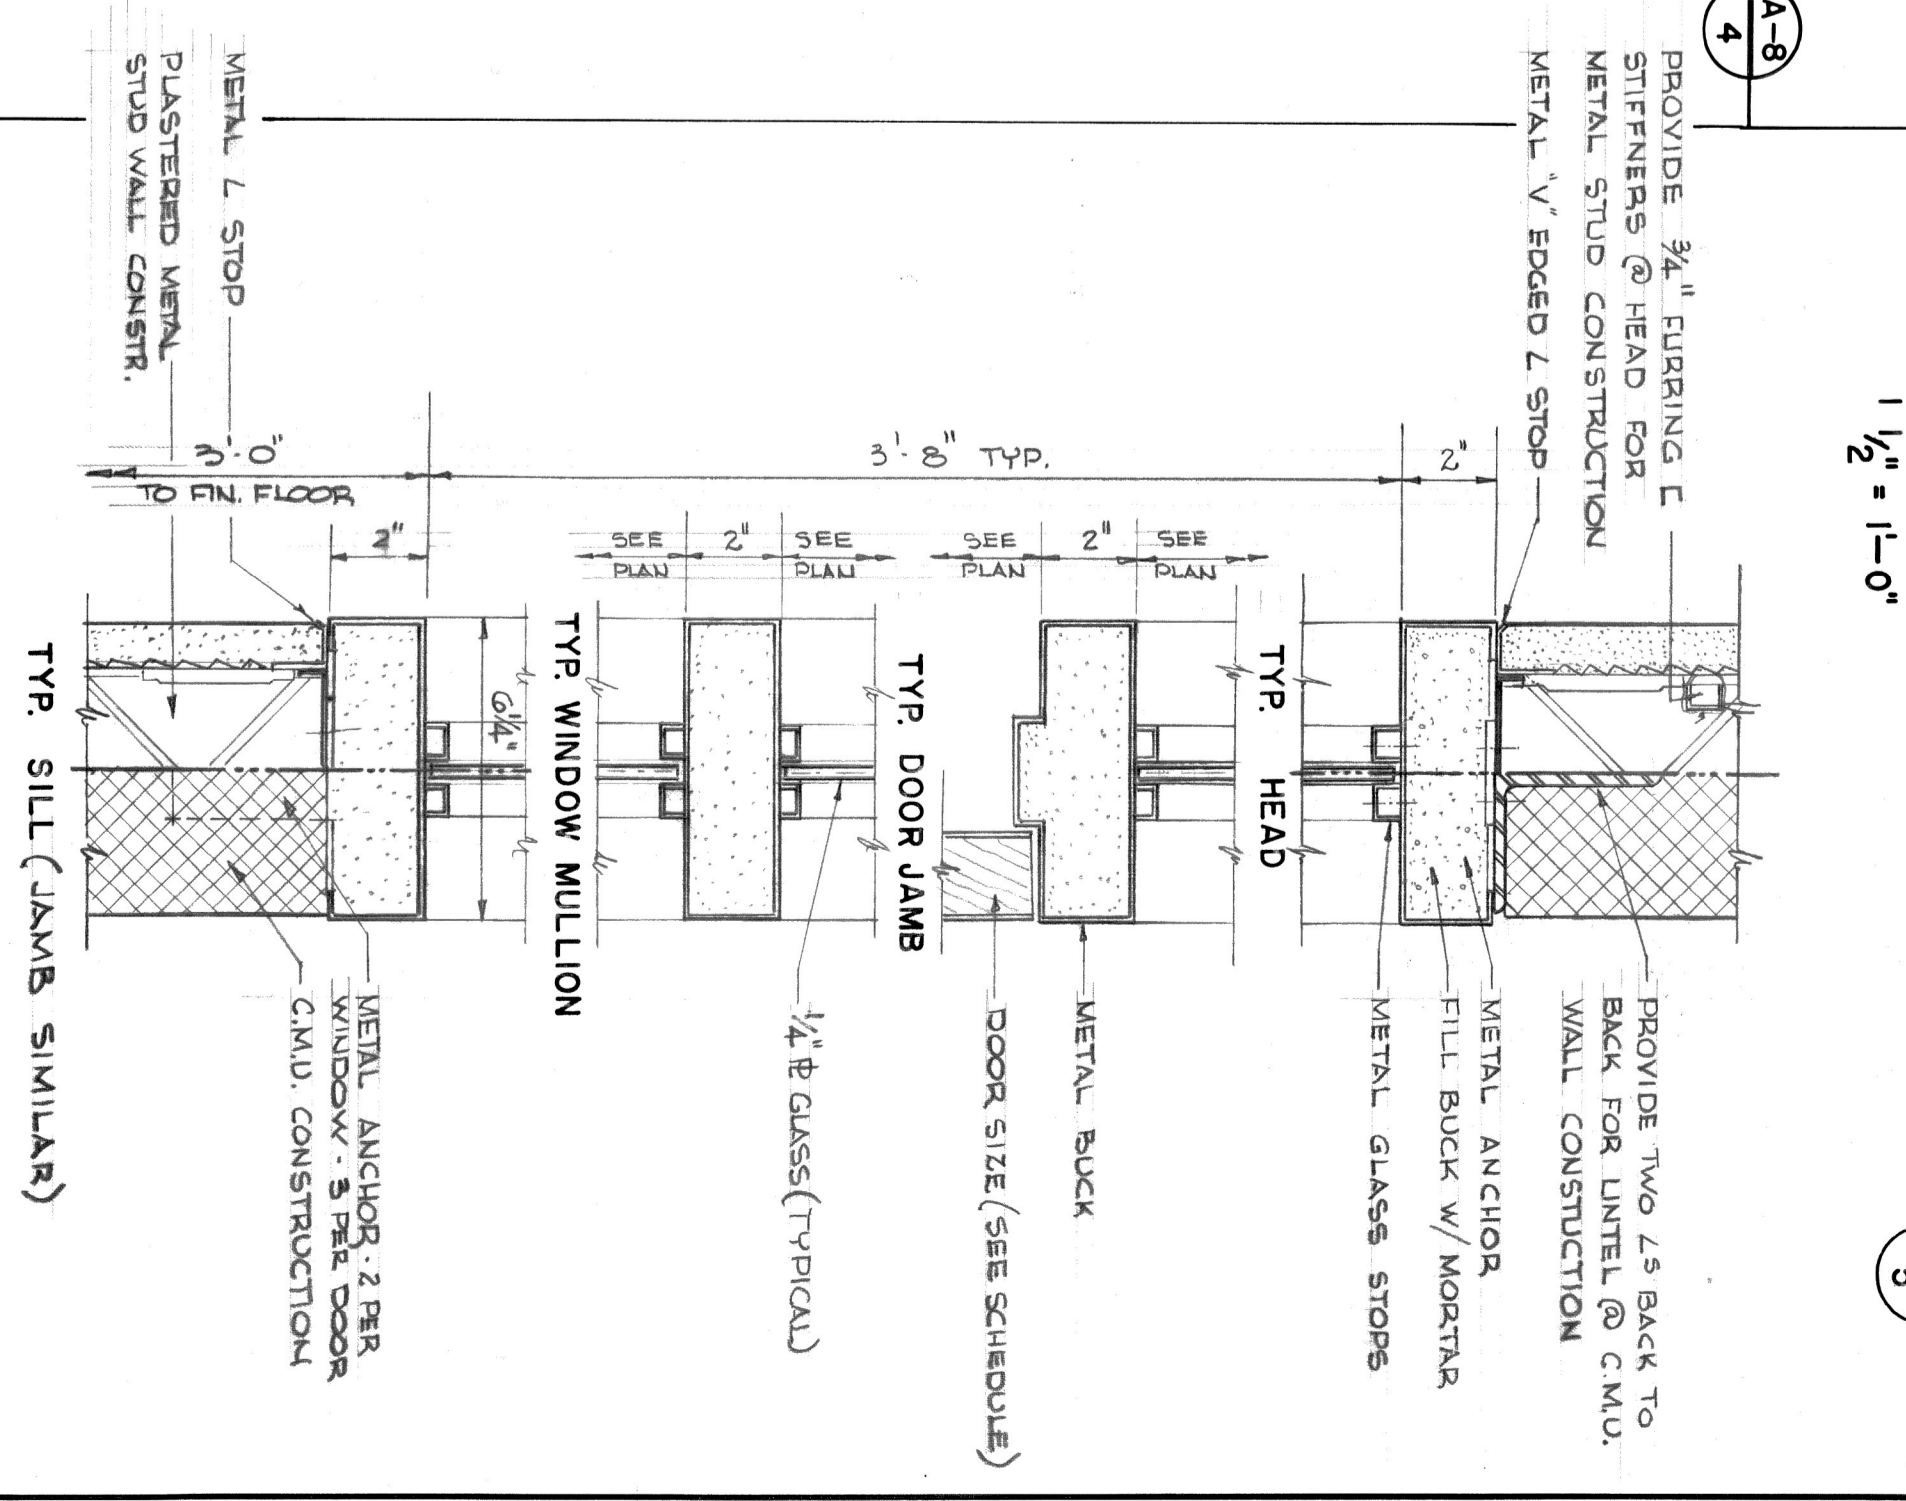 A-8
4
1 1/2" = 1'-0"
PROVIDE 3/4" FURRING [
STIFFNERS @ HEAD FOR
METAL STUD CONSTRUCTION
METAL "V" EDGED L STOP
2"
3'-8" TYP.
3'-0"
TO FIN. FLOOR
METAL L STOP
PLASTERED METAL
STUD WALL CONSTR.
PROVIDE TWO LS BACK TO
BACK FOR LINTEL @ C.M.U.
WALL CONSTUCTION
METAL ANCHOR
FILL BUCK W/ MORTAR
METAL GLASS STOPS
TYP. HEAD
SEE
PLAN
2"
SEE
PLAN
METAL BUCK
DOOR SIZE (SEE SCHEDULE)
TYP. DOOR JAMB
SEE
PLAN
2"
SEE
PLAN
1/4" PL GLASS (TYPICAL)
TYP. WINDOW MULLION
6 1/4"
2"
METAL ANCHOR - 2 PER
WINDOW - 3 PER DOOR
C.M.U. CONSTRUCTION
TYP. SILL (JAMB SIMILAR)